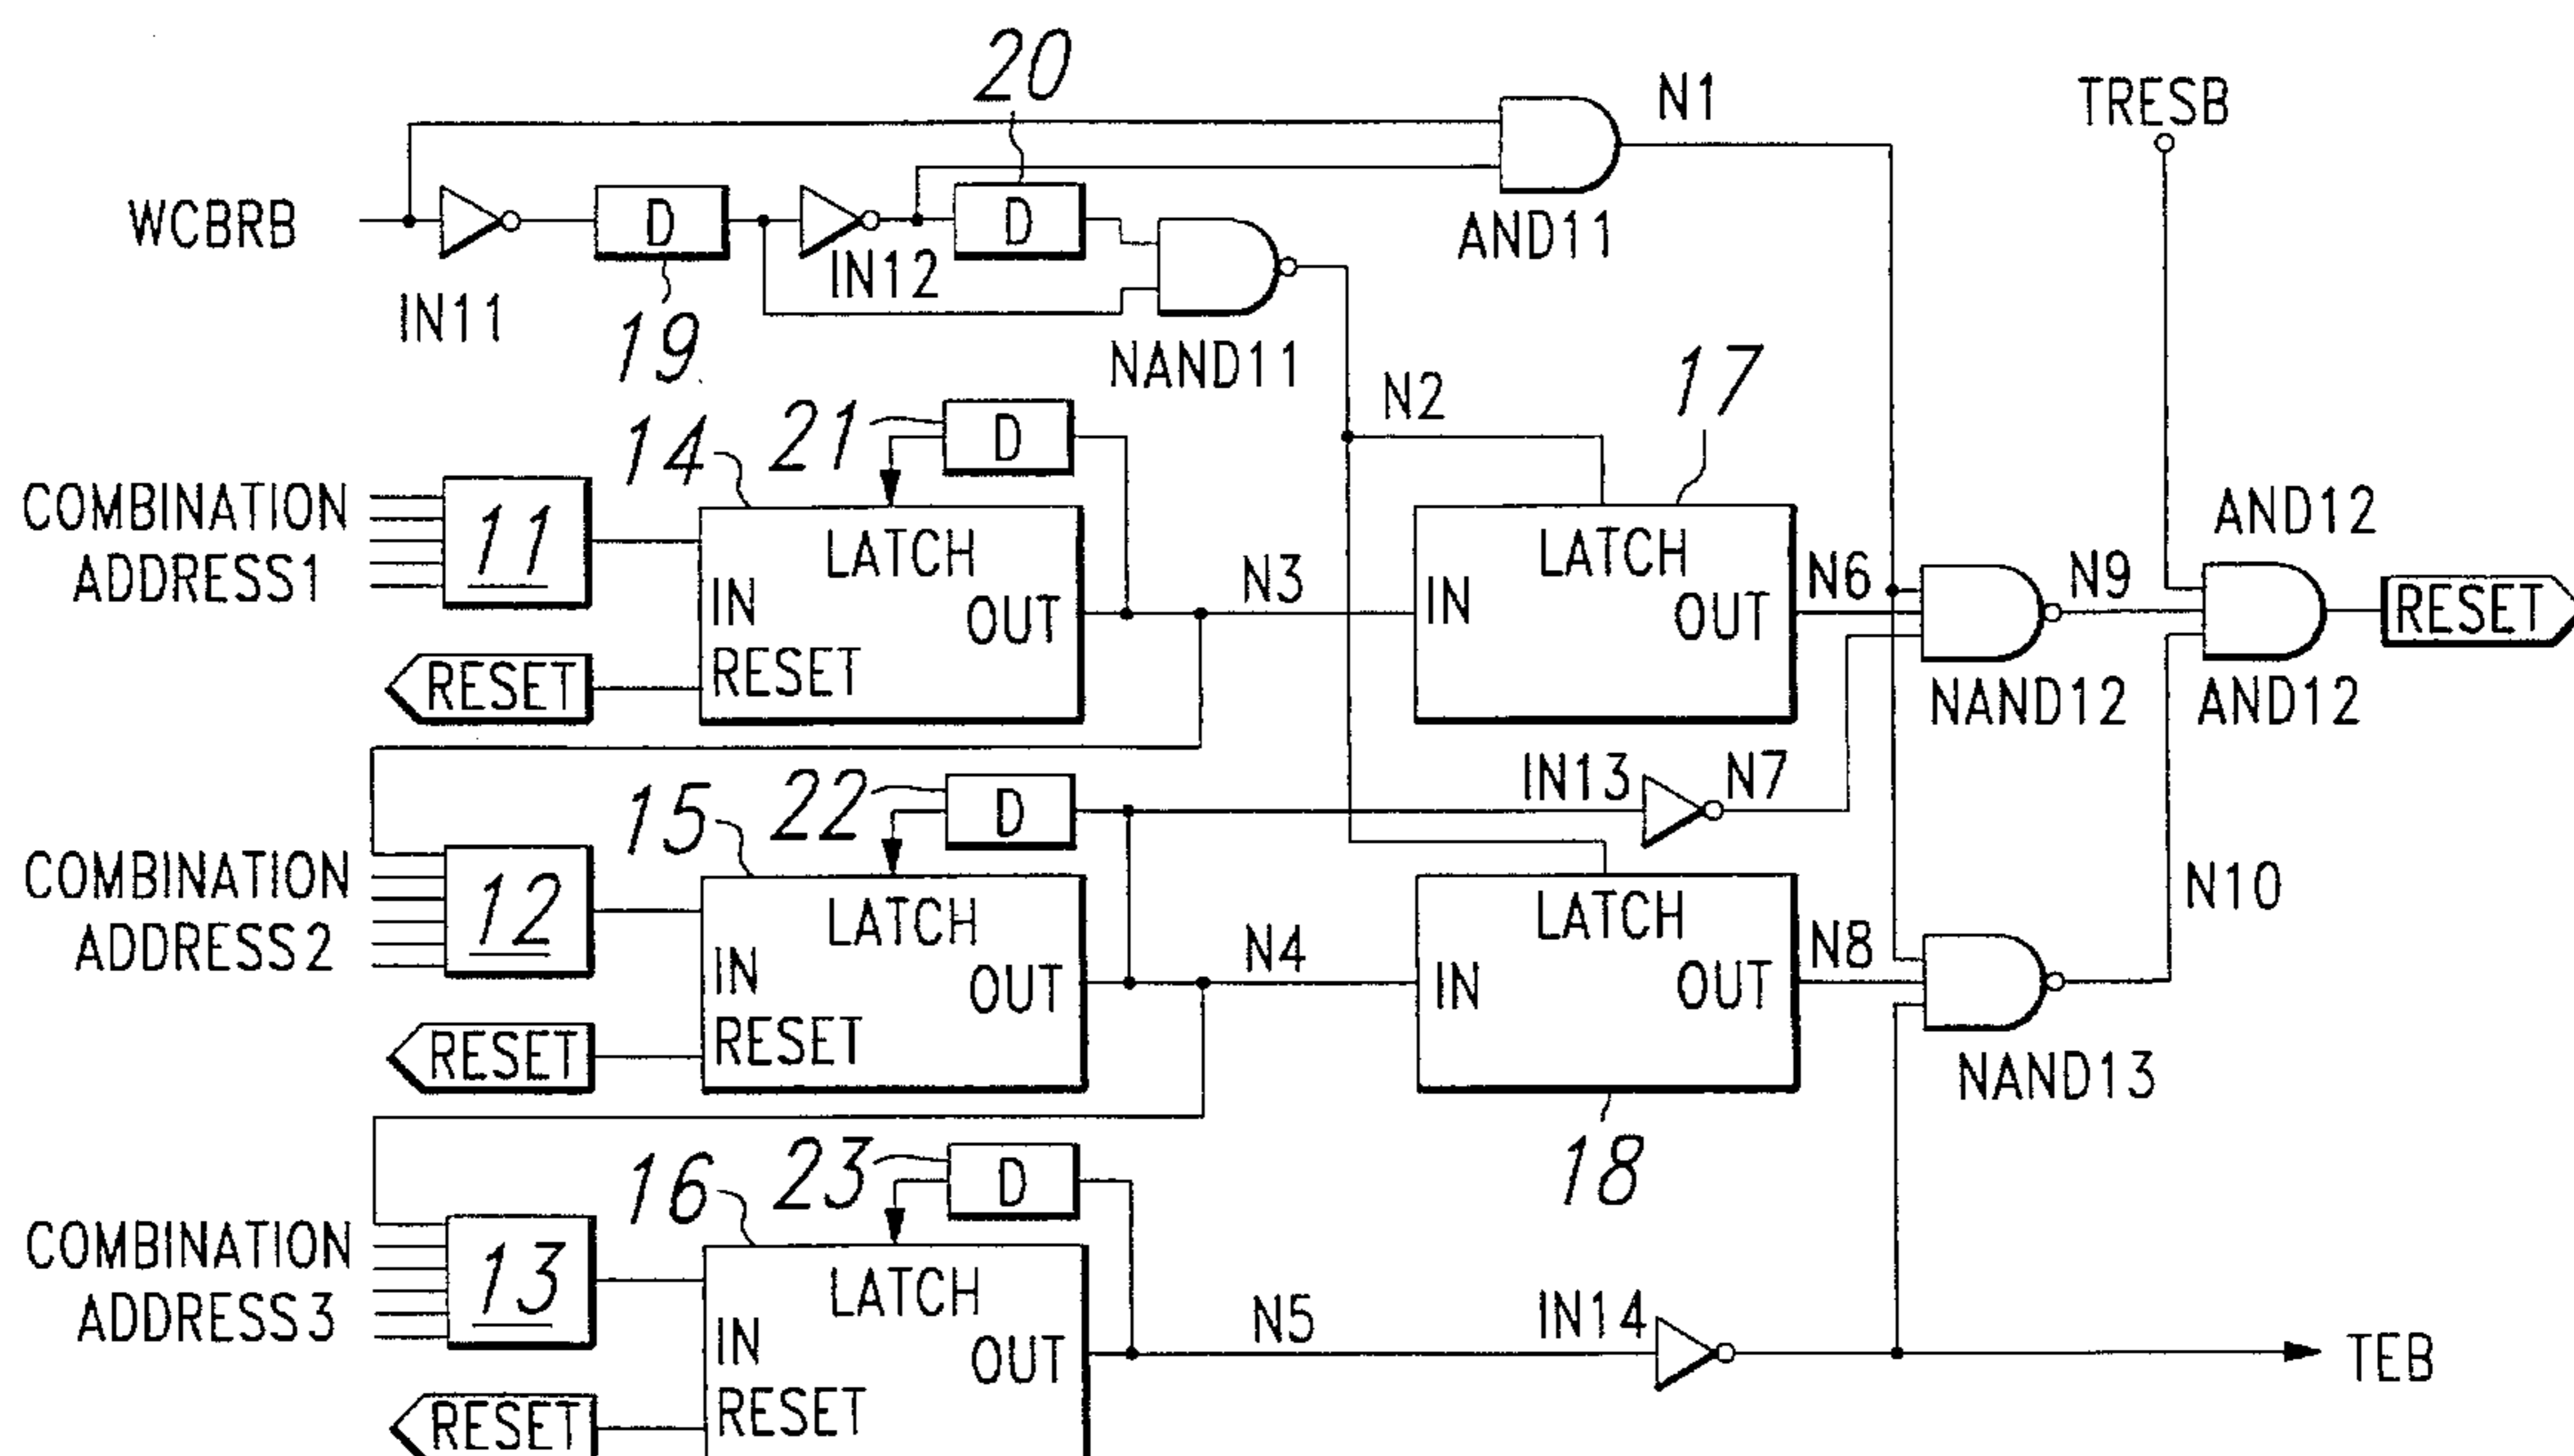 20
N1
TRESB
WCBRB
D
D
AND11
IN12
IN11
19
NAND11
N2
17
14
21
D
COMBINATION
ADDRESS1
11
LATCH
IN
OUT
RESET
RESET
N3
LATCH
IN
OUT
N6
N9
AND12
RESET
NAND12
AND12
15
22
D
IN13
N7
COMBINATION
ADDRESS2
12
LATCH
IN
OUT
RESET
RESET
N4
LATCH
IN
OUT
N8
N10
NAND13
18
16
23
D
COMBINATION
ADDRESS3
13
LATCH
IN
OUT
RESET
RESET
N5
IN14
TEB